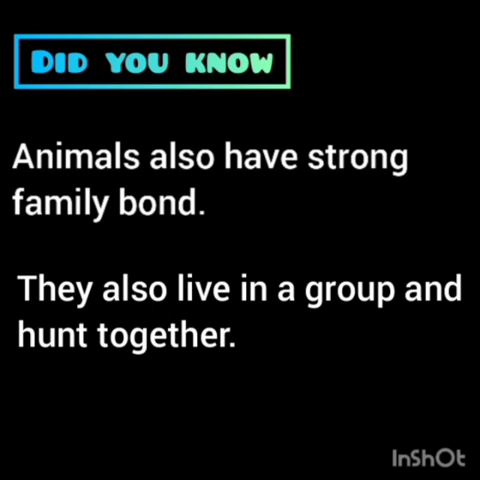 DID YOU KNOW
Animals also have strong
family bond.
They also live in a group and
hunt together.
InShOt